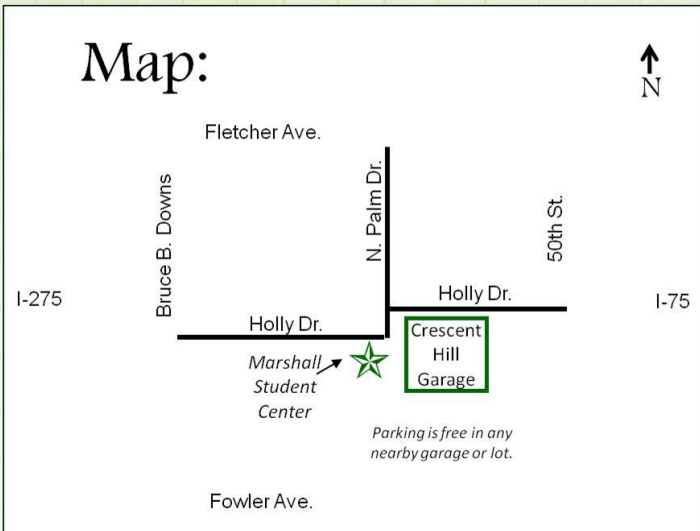 Map:
N
Fletcher Ave.
Bruce B. Downs
N. Palm Dr.
50th St.
I-275
Holly Dr.
I-75
Holly Dr.
Marshall
Student
Center
Crescent
Hill
Garage
Parking is free in any
nearby garage or lot.
Fowler Ave.